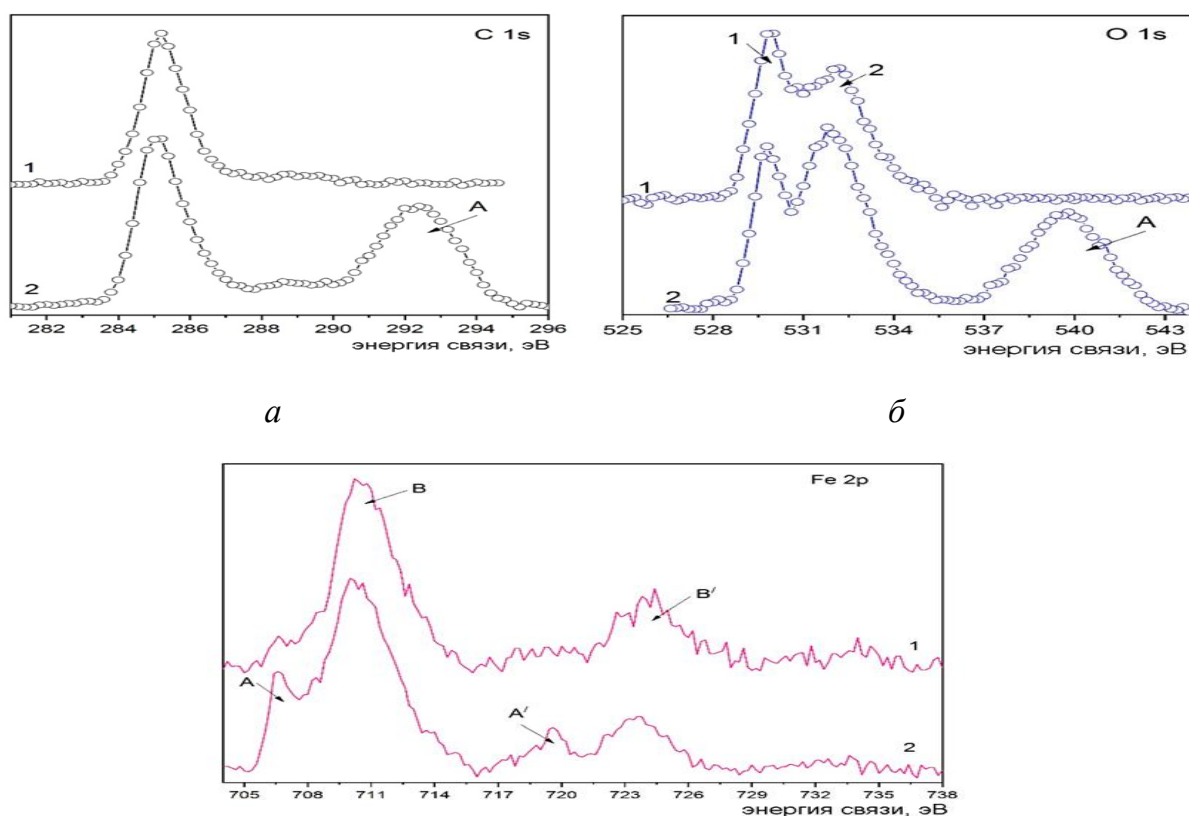 C 1s
1
2
A
282 284 286 288 290 292 294 296
энергия связи, эВ
O 1s
1
2
1
2
A
525 528 531 534 537 540 543
энергия связи, эВ
а
б
Fe 2p
B
B′
1
A
A′
2
705 708 711 714 717 720 723 726 729 732 735 738
энергия связи, эВ